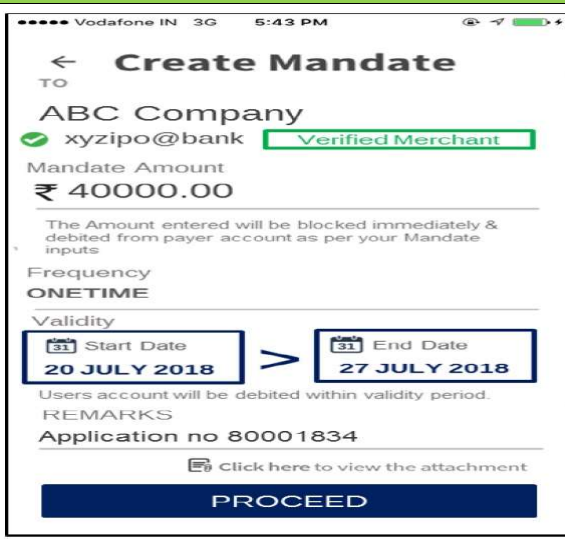 Vodafone IN 3G 5:43 PM
← Create Mandate
TO
ABC Company
xyzipo@bank Verified Merchant
Mandate Amount
₹ 40000.00
The Amount entered will be blocked immediately &
debited from payer account as per your Mandate
inputs
Frequency
ONETIME
Validity
31 Start Date > 31 End Date
20 JULY 2018 27 JULY 2018
Users account will be debited within validity period.
REMARKS
Application no 80001834
Click here to view the attachment
PROCEED